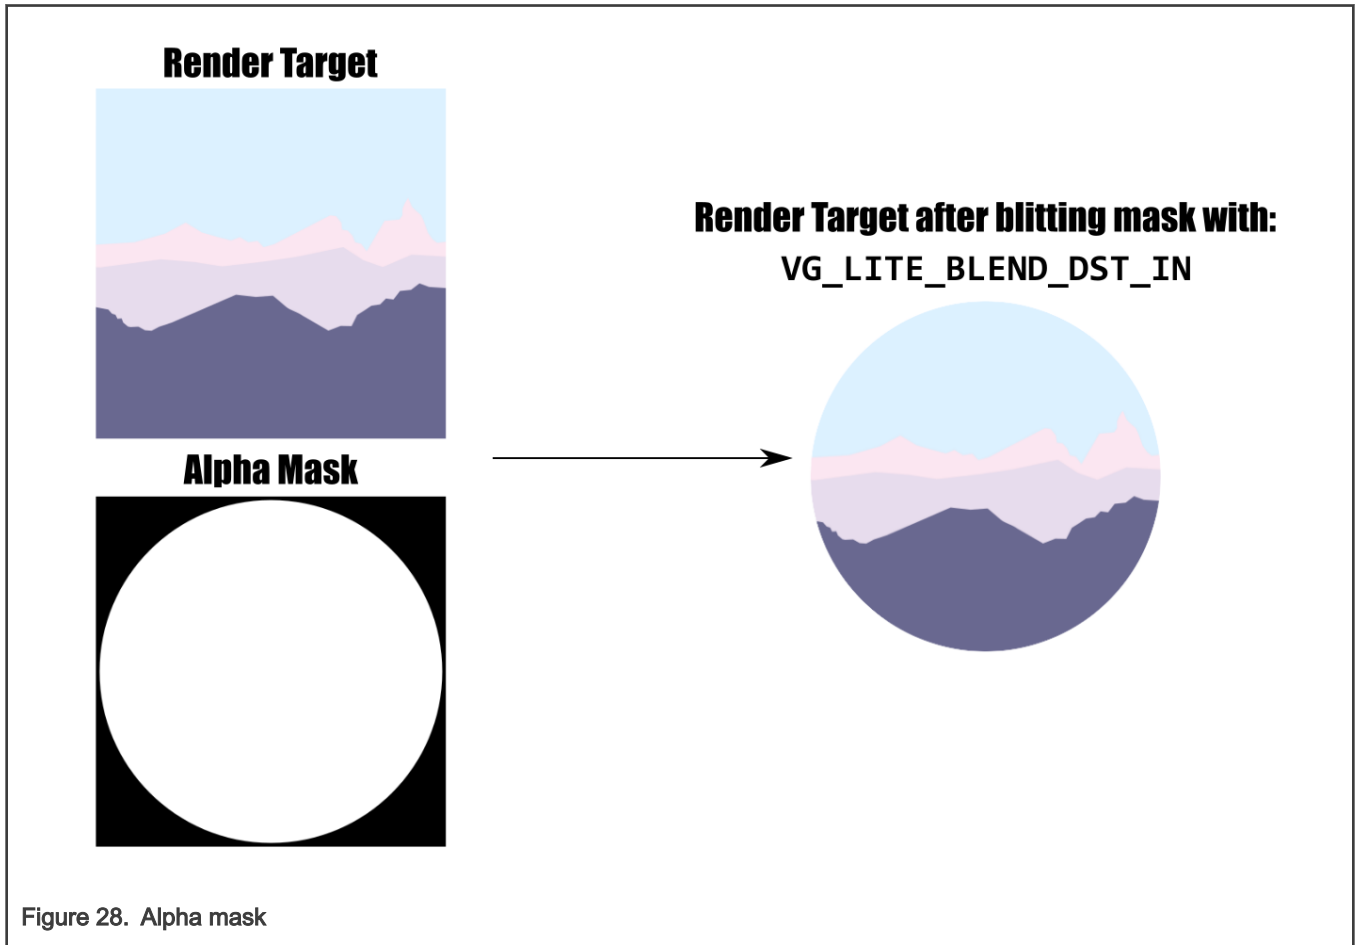 Render Target
Alpha Mask
Render Target after blitting mask with:
VG_LITE_BLEND_DST_IN
Figure 28. Alpha mask